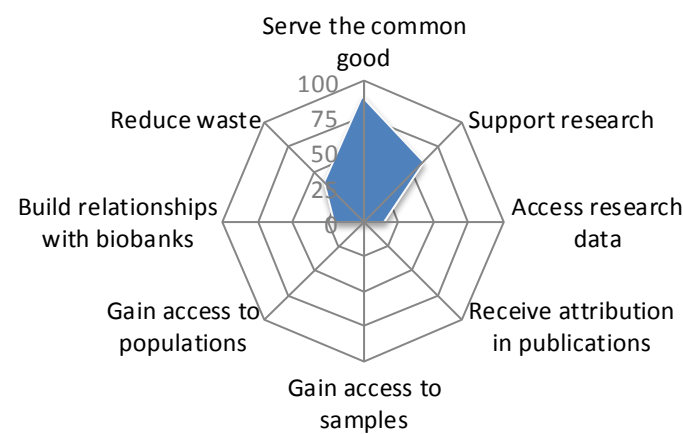 Serve the common
good
100
75
50
25
0
Support research
Access research
data
Receive attribution
in publications
Gain access to
samples
Gain access to
populations
Build relationships
with biobanks
Reduce waste